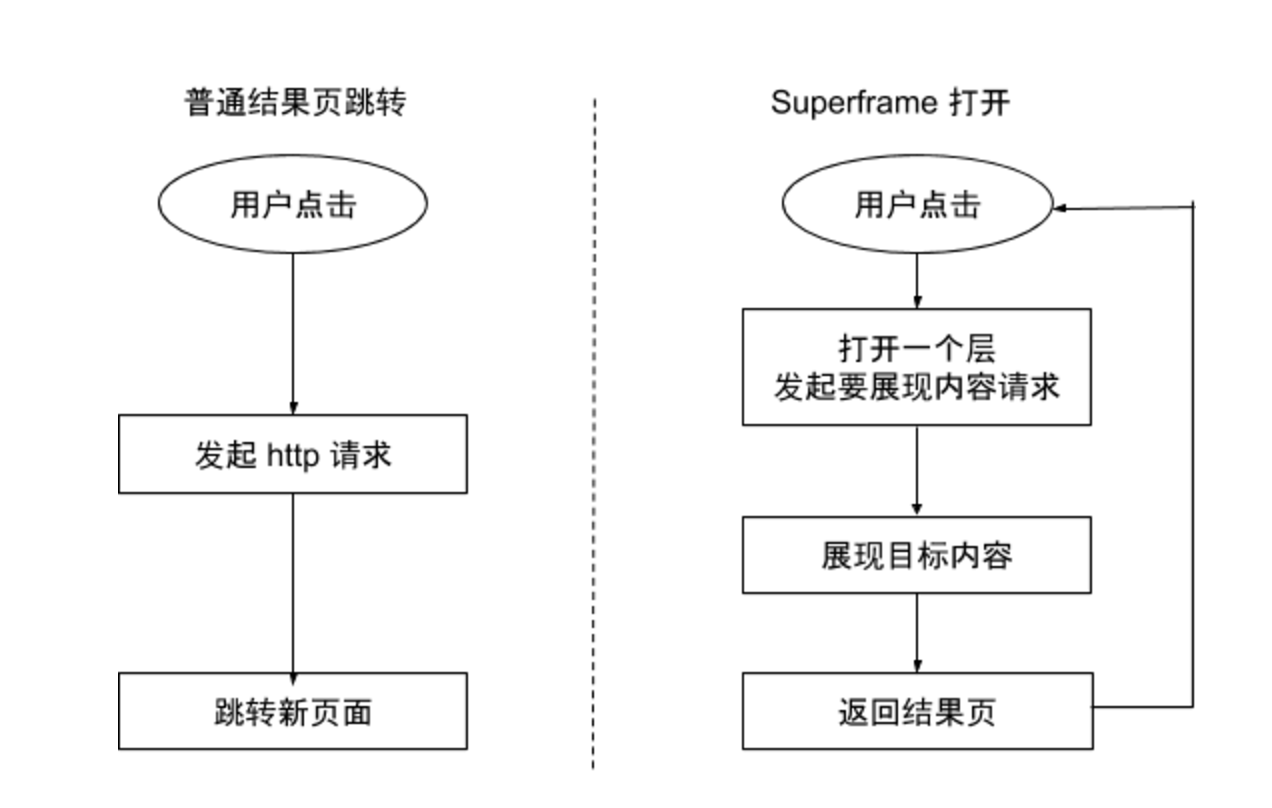 普通结果页跳转
用户点击
发起 http 请求
跳转新页面
Superframe 打开
用户点击
打开一个层
发起要展现内容请求
展现目标内容
返回结果页